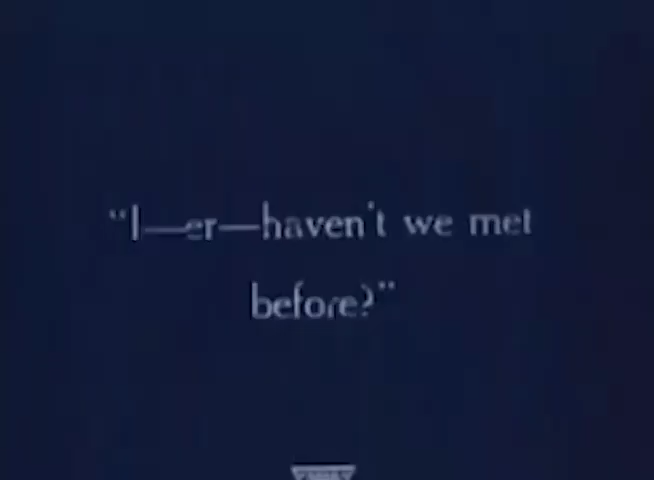 “I—er—haven't we met
before?”